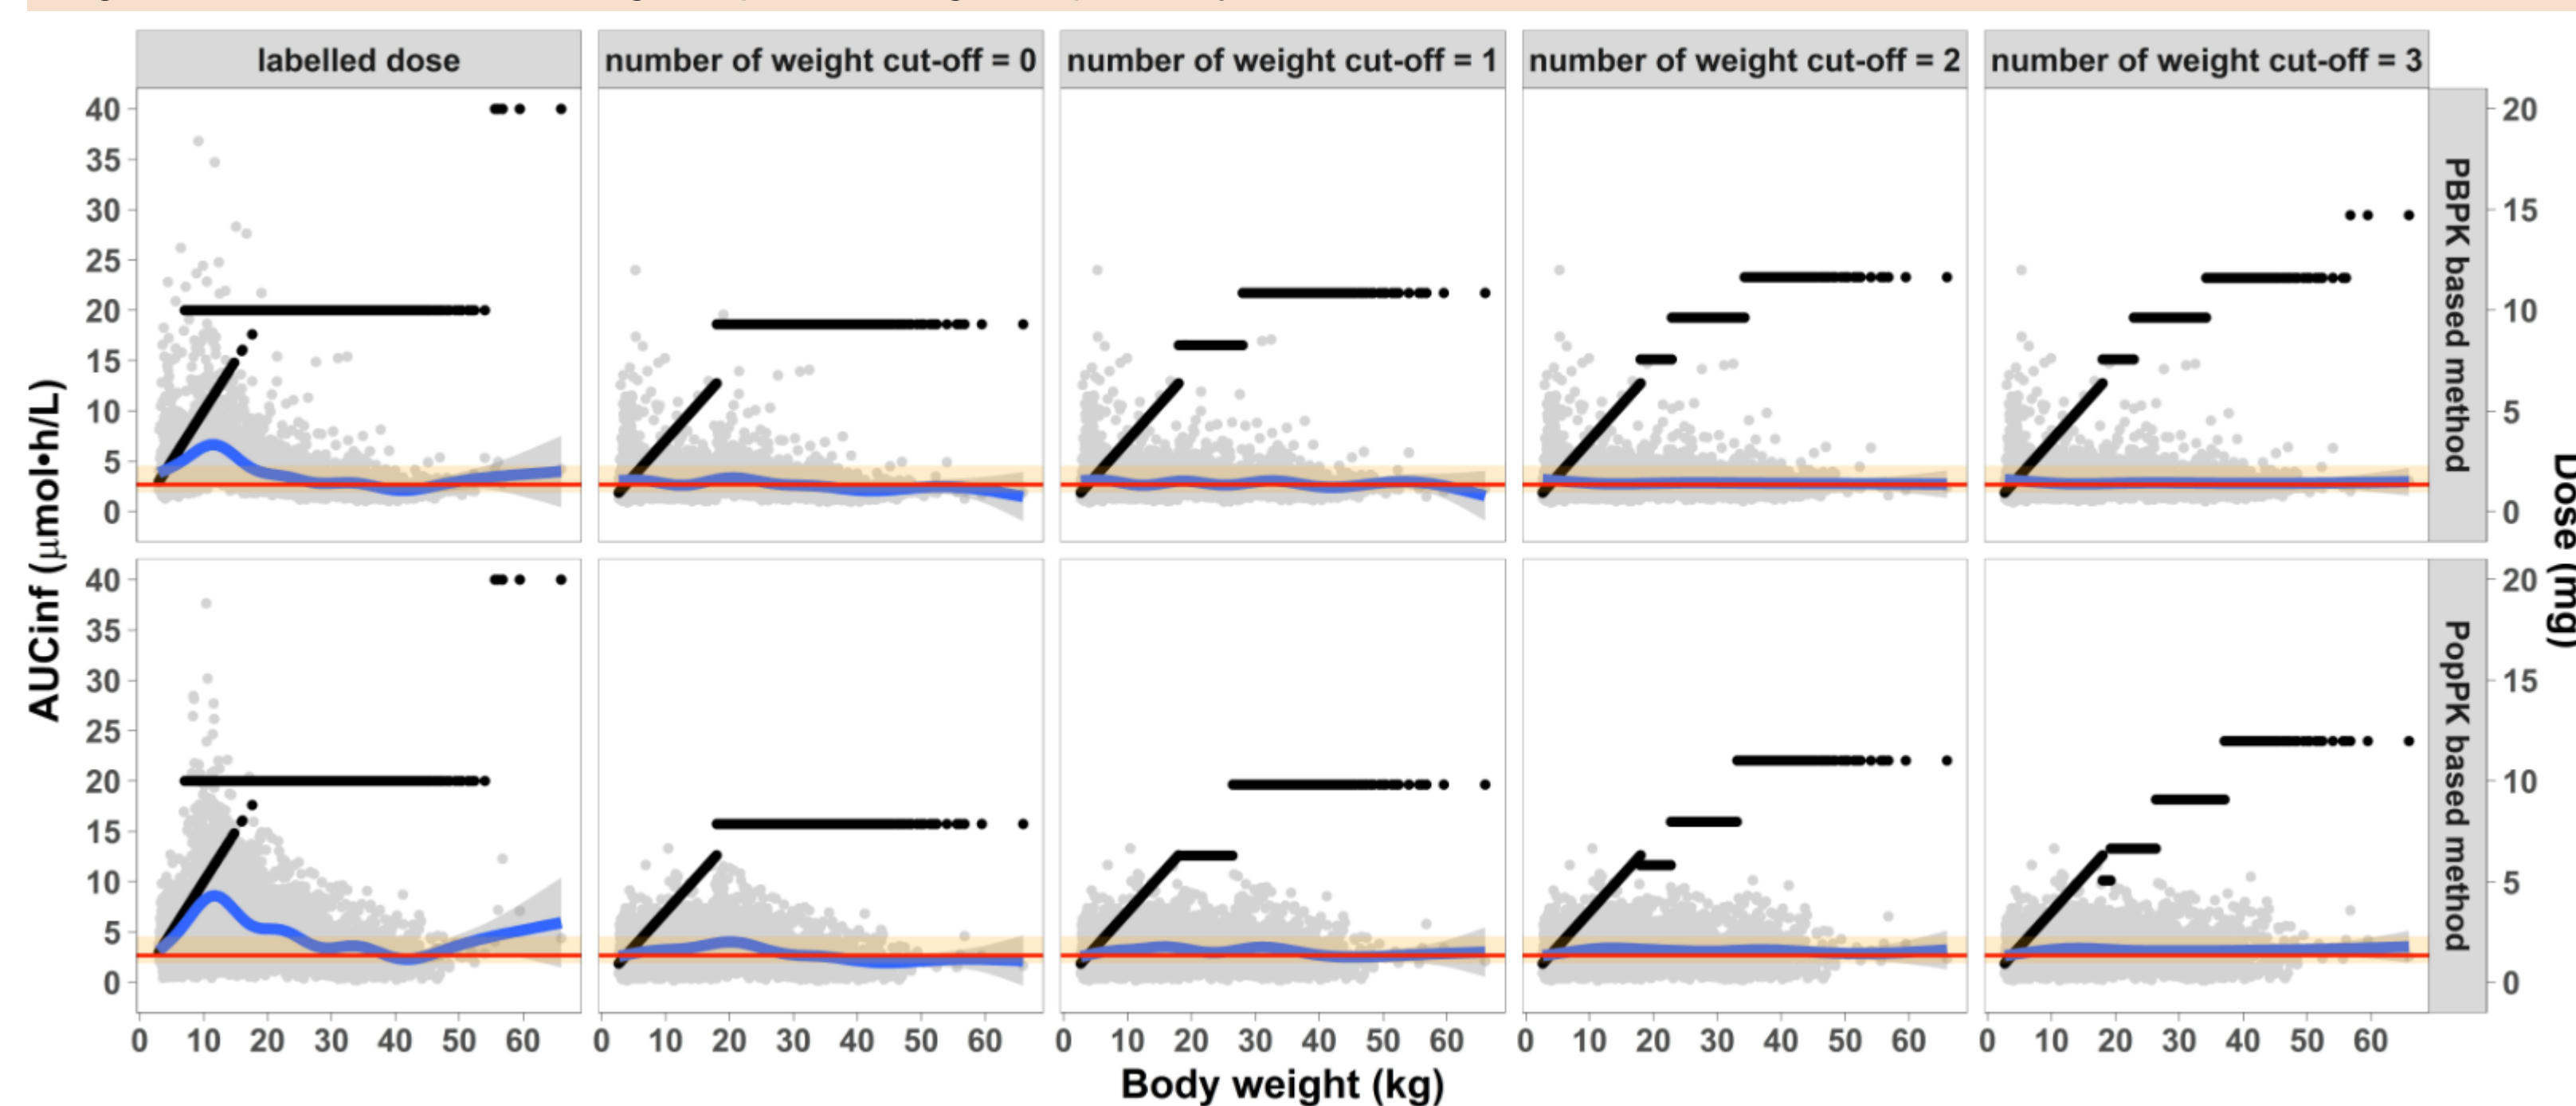 labelled dose
number of weight cut-off = 0
number of weight cut-off = 1
number of weight cut-off = 2
number of weight cut-off = 3
40
35
30
25
20
15
10
5
0
20
15
10
5
0
PBPK based method
AUCinf (μmol•h/L)
Dose (mg)
40
35
30
25
20
15
10
5
0
20
15
10
5
0
PopPK based method
0 10 20 30 40 50 60
0 10 20 30 40 50 60
0 10 20 30 40 50 60
0 10 20 30 40 50 60
0 10 20 30 40 50 60
Body weight (kg)